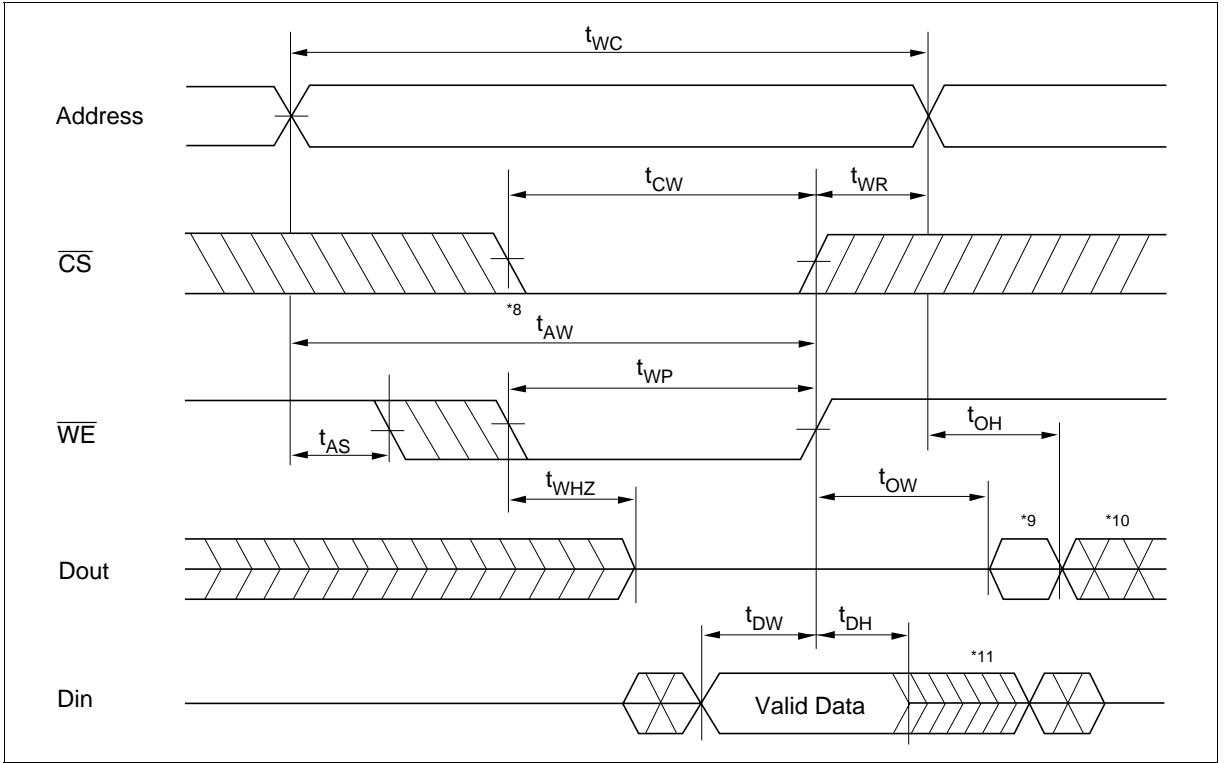 tWC
Address
tCW
tWR
CS
*8
tAW
tWP
WE
tAS
tOH
tWHZ
tOW
*9
*10
Dout
tDW
tDH
*11
Din
Valid Data